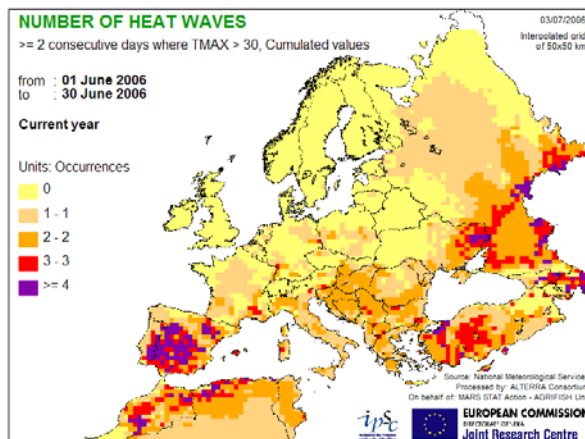 NUMBER OF HEAT WAVES
>= 2 consecutive days where TMAX > 30, Cumulated values
03/07/2006
Interpolated grid
of 50x50 km
from : 01 June 2006
to : 30 June 2006
Current year
Units: Occurrences
0
1 - 1
2 - 2
3 - 3
>= 4
Source: National Meteorological Service
Processed by: ALTERRA Consortium
On behalf of: MARS STAT Action - AGRIFISH Un
ipsc
EUROPEAN COMMISSION
Joint Research Centre